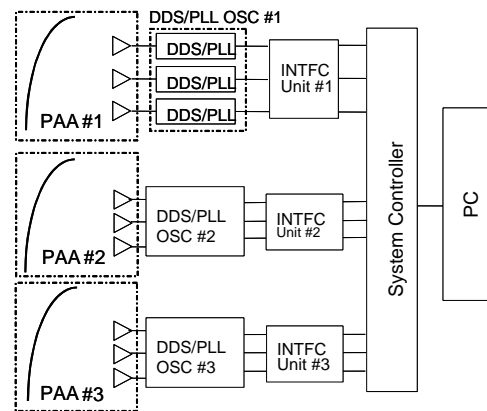 DDS/PLL OSC #1
DDS/PLL
DDS/PLL
DDS/PLL
PAA #1
INTFC
Unit #1
PAA #2
DDS/PLL
OSC #2
INTFC
Unit #2
PAA #3
DDS/PLL
OSC #3
INTFC
Unit #3
System Controller
PC